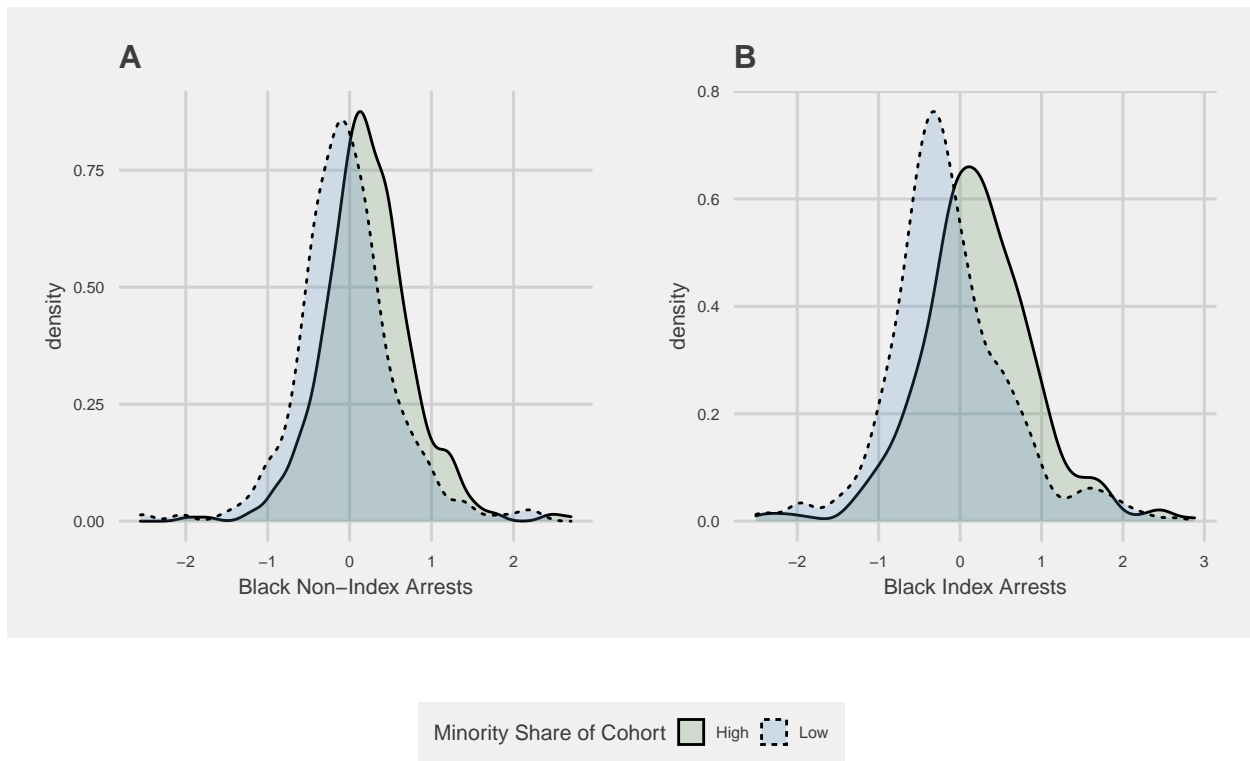 A
0.75
0.50
0.25
0.00
density
−2 −1 0 1 2
Black Non−Index Arrests
B
0.8
0.6
0.4
0.2
0.0
density
−2 −1 0 1 2 3
Black Index Arrests
Minority Share of Cohort High Low